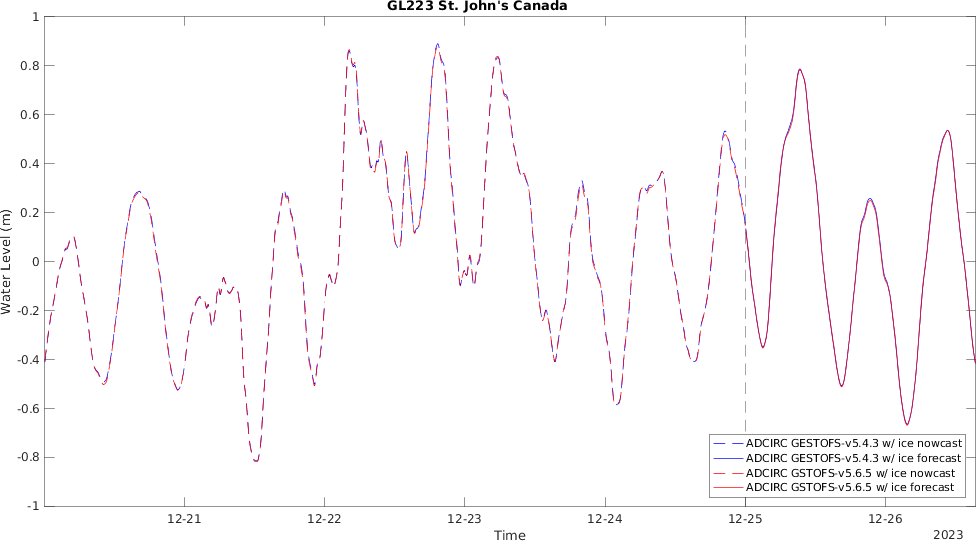 GL223 St. John's Canada
Water Level (m)
1
0.8
0.6
0.4
0.2
0
-0.2
-0.4
-0.6
-0.8
-1
12-21
12-22
12-23
12-24
12-25
12-26
Time
2023
ADCIRC GESTOFS-v5.4.3 w/ ice nowcast
ADCIRC GESTOFS-v5.4.3 w/ ice forecast
ADCIRC GSTOFS-v5.6.5 w/ ice nowcast
ADCIRC GSTOFS-v5.6.5 w/ ice forecast